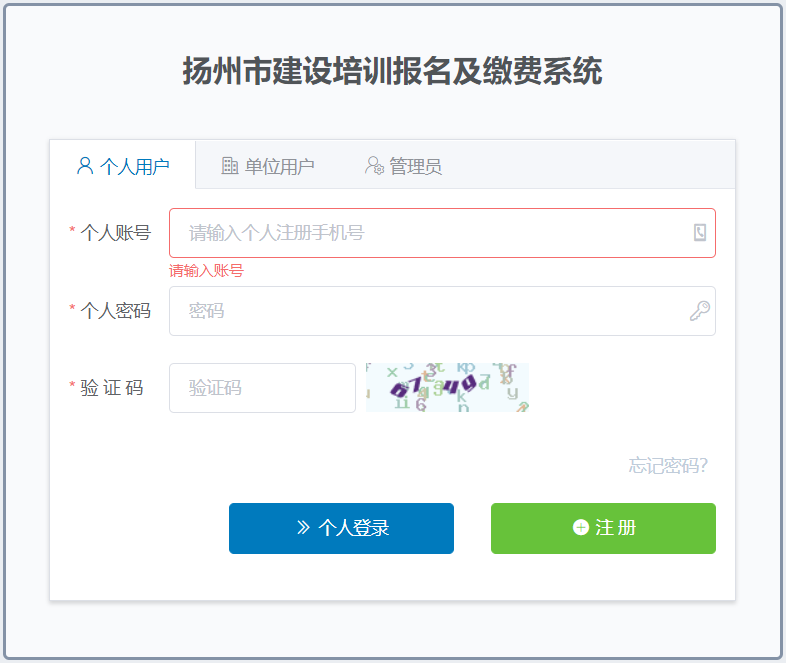 扬州市建设培训报名及缴费系统
个人用户 单位用户 管理员
* 个人账号 请输入个人注册手机号
请输入账号
* 个人密码 密码
* 验 证 码 验证码
忘记密码?
个人登录 注 册